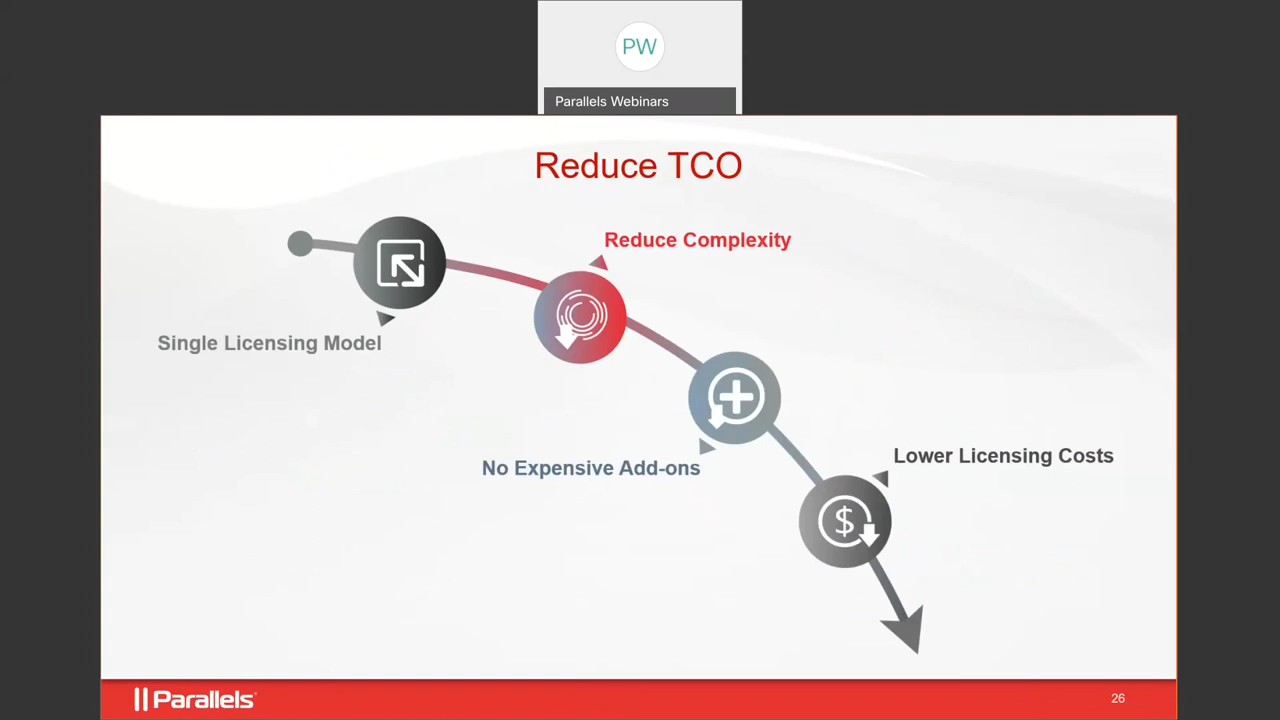 PW
Parallels Webinars
Reduce TCO
Reduce Complexity
Single Licensing Model
Lower Licensing Costs
No Expensive Add-ons
$
Parallels®
26